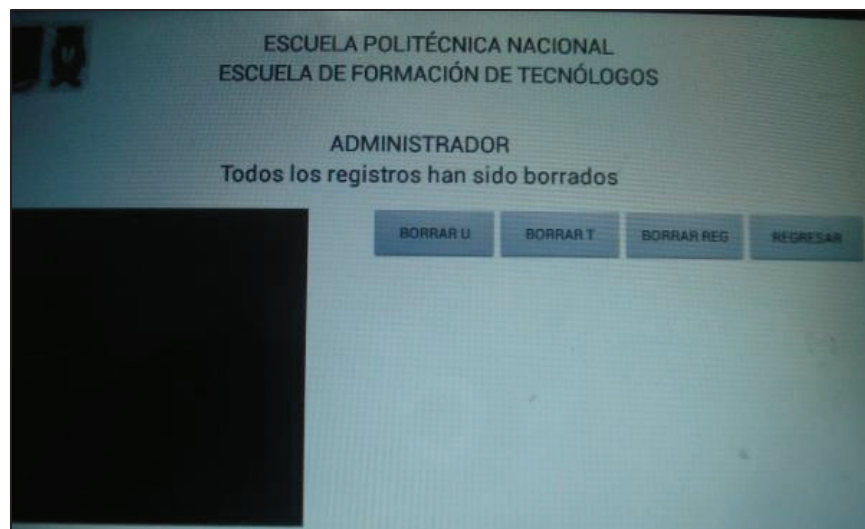 ESCUELA POLITÉCNICA NACIONAL
ESCUELA DE FORMACIÓN DE TECNÓLOGOS
ADMINISTRADOR
Todos los registros han sido borrados
BORRAR U BORRAR T BORRAR REG REGRESAR